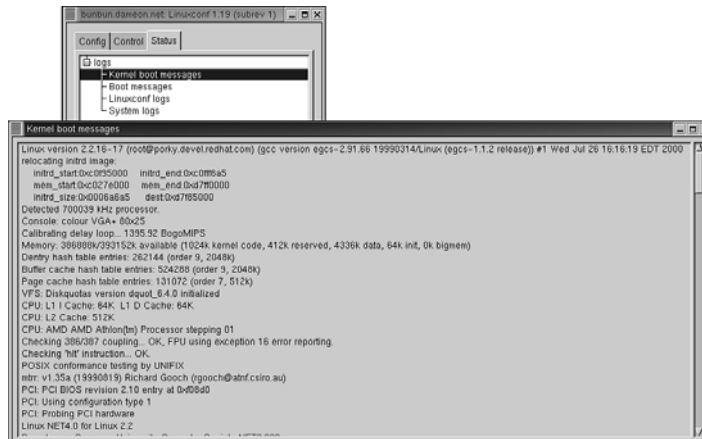 bunbun.dameon.net: Linuxconf 1.19 (subrev 1)
Config Control Status
logs
Kernel boot messages
Boot messages
Linuxconf logs
System logs
Kernel boot messages
Linux version 2.2.16-17 (root@porky.devel.redhat.com) (gcc version egcs-2.91.66 19990314/Linux (egcs-1.1.2 release)) #1 Wed Jul 26 16:16:19 EDT 2000
relocating initrd image:
initrd_start:0xc0f95000 initrd_end:0xc0fff6a5
mem_start:0xc027e000 mem_end:0xd7ff0000
initrd_size:0x0006a6a5 dest:0xd7f85000
Detected 700039 kHz processor.
Console: colour VGA+ 80x25
Calibrating delay loop... 1395.92 BogoMIPS
Memory: 386888k/393152k available (1024k kernel code, 412k reserved, 4336k data, 64k init, 0k bigmem)
Dentry hash table entries: 262144 (order 9, 2048k)
Buffer cache hash table entries: 524288 (order 9, 2048k)
Page cache hash table entries: 131072 (order 7, 512k)
VFS: Diskquotas version dquot_6.4.0 initialized
CPU: L1 I Cache: 64K L1 D Cache: 64K
CPU: L2 Cache: 512K
CPU: AMD AMD Athlon(tm) Processor stepping 01
Checking 386/387 coupling... OK, FPU using exception 16 error reporting.
Checking 'hlt' instruction... OK.
POSIX conformance testing by UNIFIX
mtrr: v1.35a (19990819) Richard Gooch (rgooch@atnf.csiro.au)
PCI: PCI BIOS revision 2.10 entry at 0xf08d0
PCI: Using configuration type 1
PCI: Probing PCI hardware
Linux NET4.0 for Linux 2.2